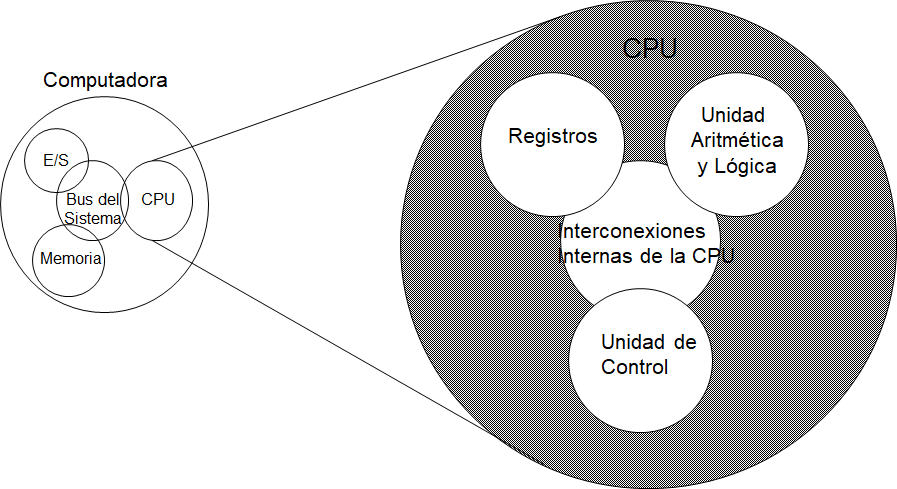 Computadora
E/S
Bus del
Sistema
CPU
Memoria
CPU
Registros
Unidad
Aritmética
y Lógica
Interconexiones
Internas de la CPU
Unidad de
Control